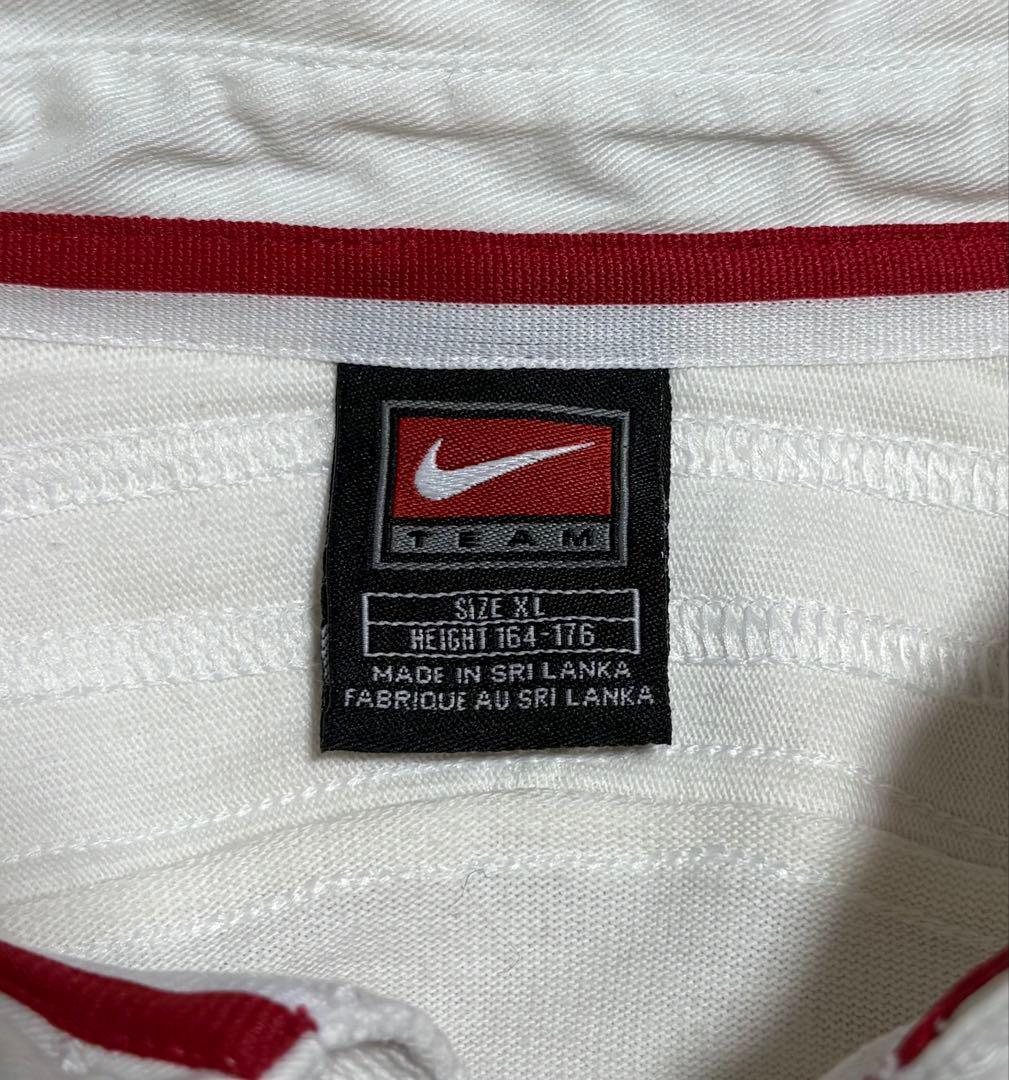 TEAM
SIZE XL
HEIGHT 164-176
MADE IN SRI LANKA
FABRIQUE AU SRI LANKA